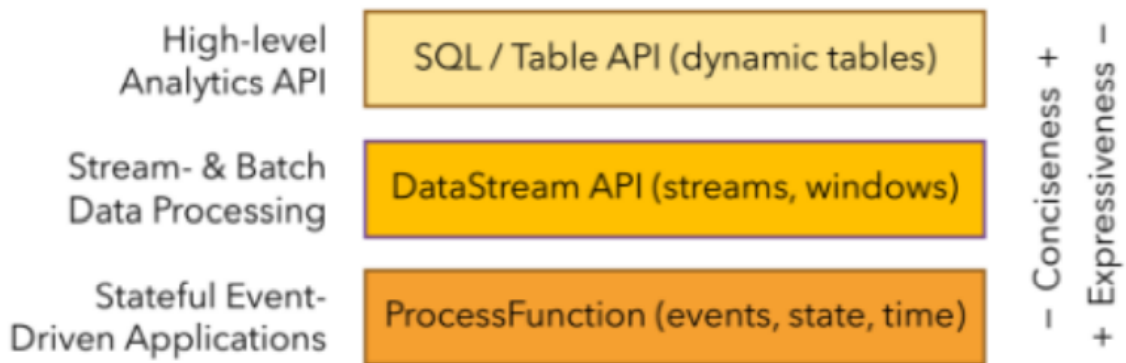 High-level
Analytics API
SQL / Table API (dynamic tables)
Stream- & Batch
Data Processing
DataStream API (streams, windows)
Stateful Event-
Driven Applications
ProcessFunction (events, state, time)
− Conciseness +
+ Expressiveness −